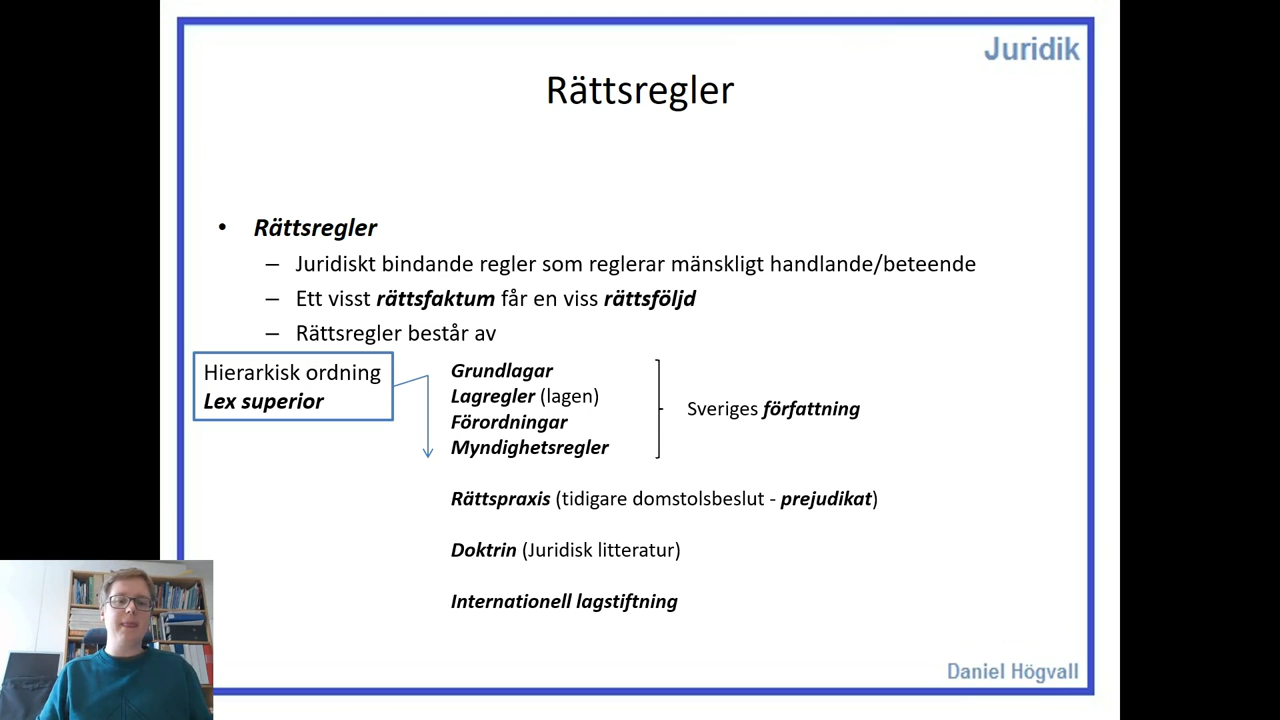 Juridik
Rättsregler
• Rättsregler
– Juridiskt bindande regler som reglerar mänskligt handlande/beteende
– Ett visst rättsfaktum får en viss rättsföljd
– Rättsregler består av
Hierarkisk ordning
Lex superior
Grundlagar
Lagregler (lagen)
Förordningar
Myndighetsregler
Sveriges författning
Rättspraxis (tidigare domstolsbeslut - prejudikat)
Doktrin (Juridisk litteratur)
Internationell lagstiftning
Daniel Högvall